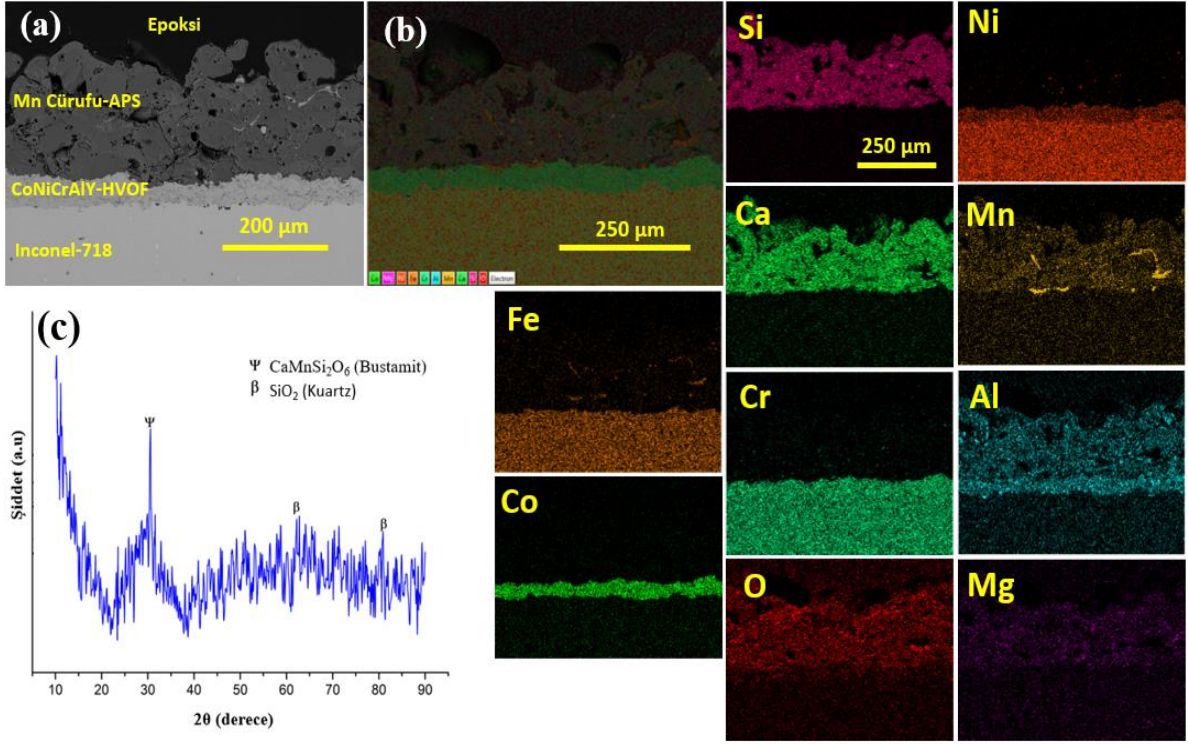 (a)
Epoksi
Mn Cürufu-APS
CoNiCrAlY-HVOF
200 µm
Inconel-718
(b)
250 µm
Electron
Si
250 µm
Ni
Ca
Mn
Fe
Cr
Al
Co
O
Mg
(c)
Ψ CaMnSi₂O₆ (Bustamit)
β SiO₂ (Kuartz)
Ψ
β
β
Şiddet (a.u)
10 20 30 40 50 60 70 80 90
2θ (derece)